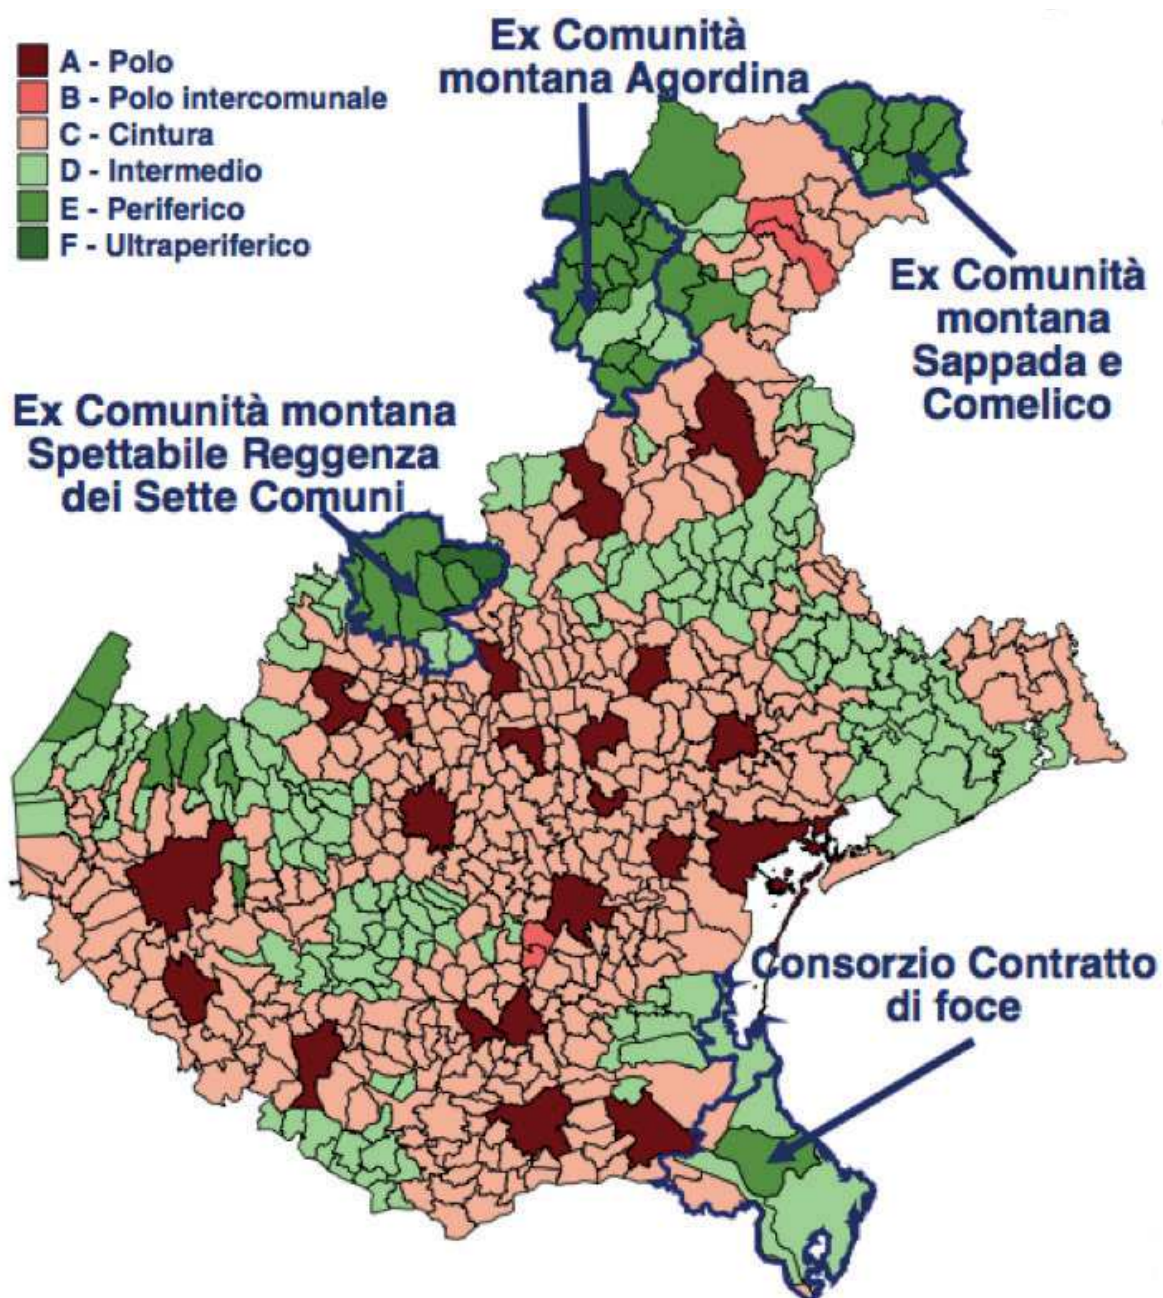 A - Polo
B - Polo intercomunale
C - Cintura
D - Intermedio
E - Periferico
F - Ultraperiferico
Ex Comunità
montana Agordina
Ex Comunità
montana
Sappada e
Comelico
Ex Comunità montana
Spettabile Reggenza
dei Sette Comuni
Consorzio Contratto
di foce